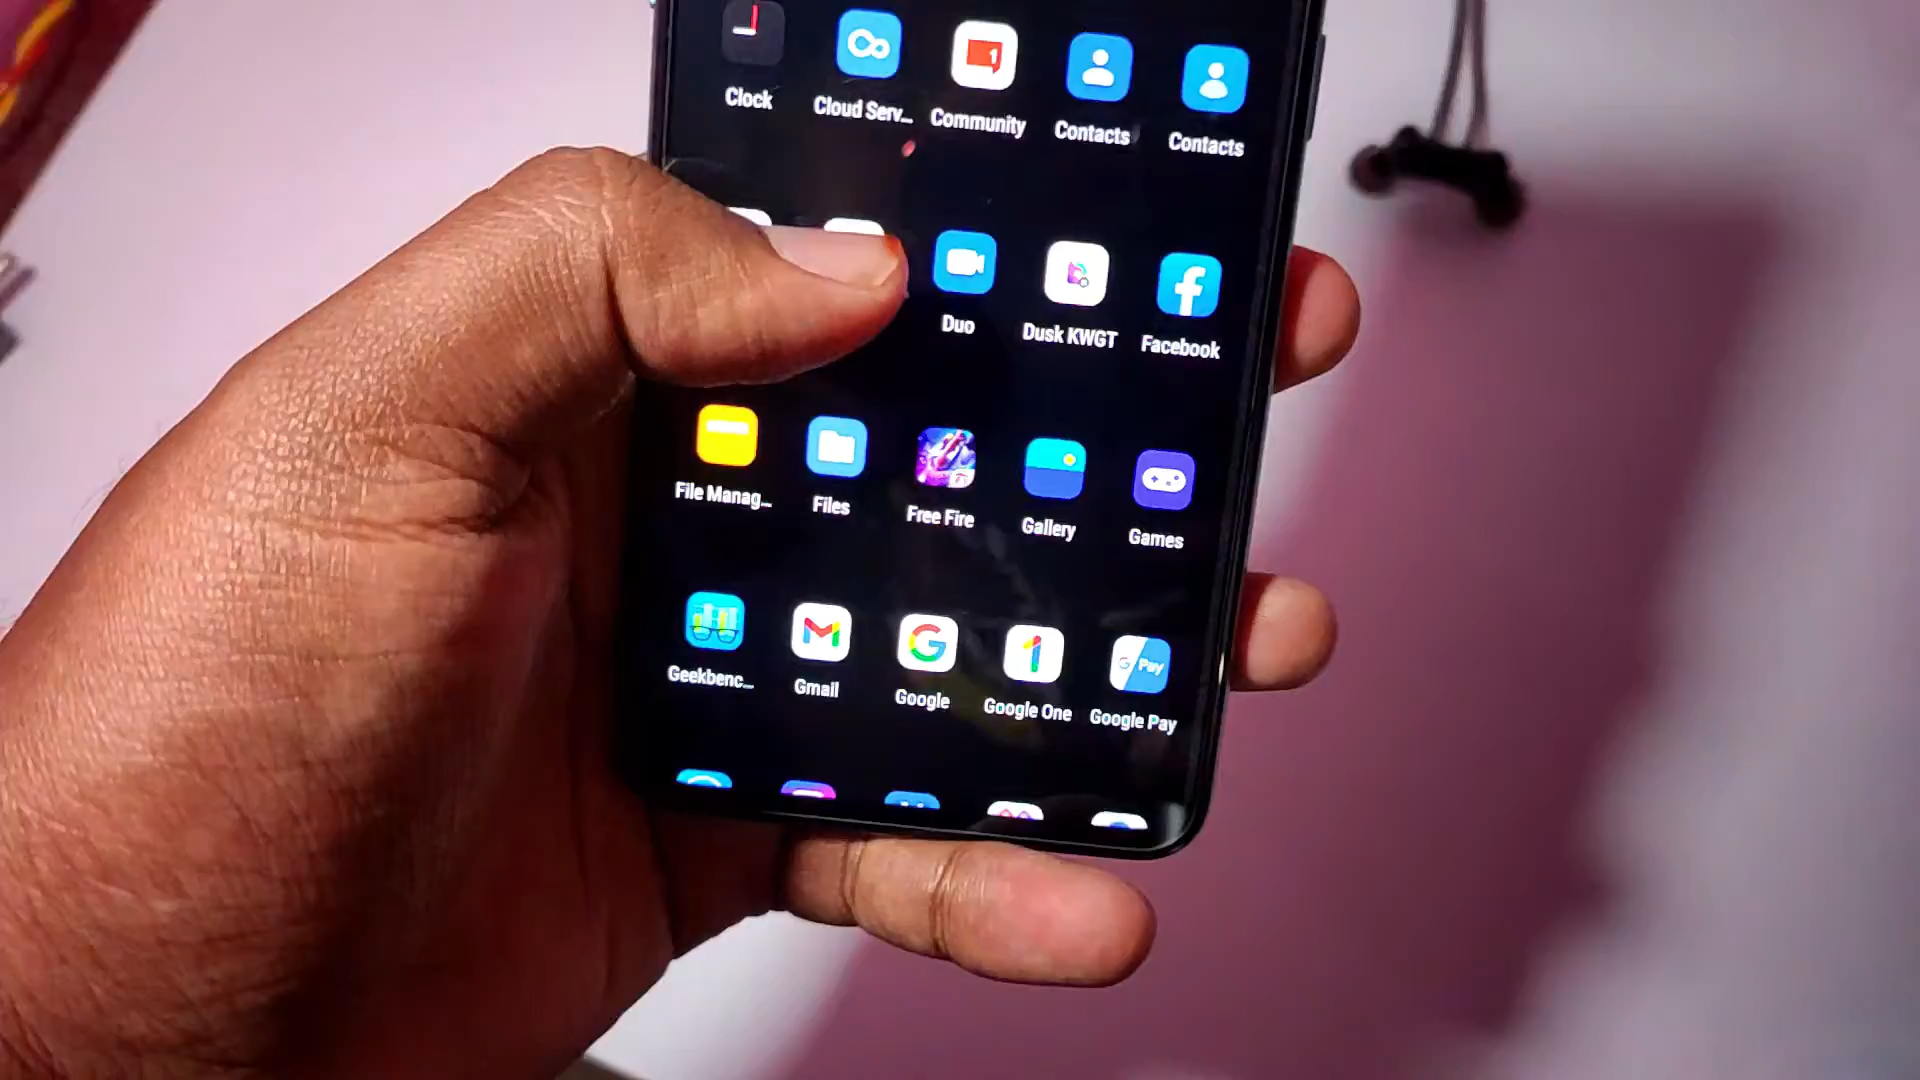 Clock
Cloud Serv...
Community
Contacts
Contacts
Duo
Dusk KWGT
Facebook
File Manag...
Files
Free Fire
Gallery
Games
Geekbenc...
Gmail
Google
Google One
Google Pay
G Pay